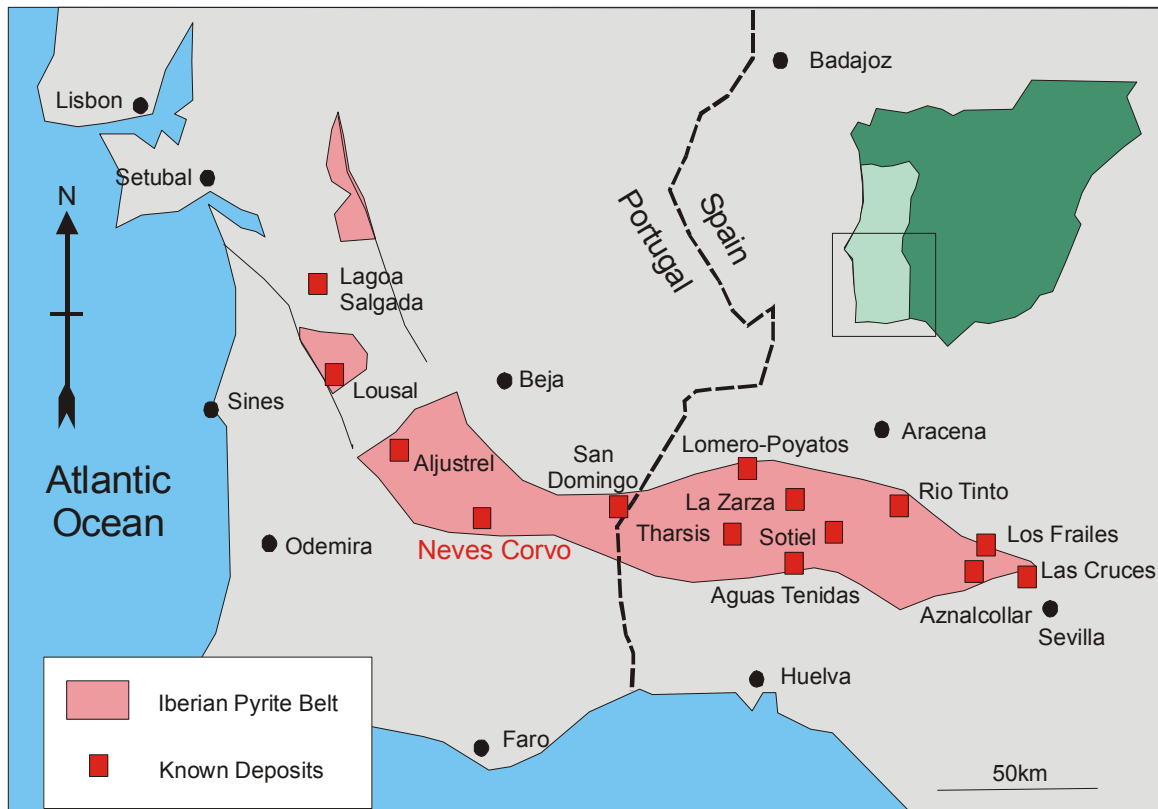 Badajoz
Lisbon
Setubal
N
Portugal
Spain
Lagoa
Salgada
Lousal
Beja
Sines
Aracena
Lomero-Poyatos
San
Domingo
Aljustrel
La Zarza
Rio Tinto
Atlantic
Ocean
Tharsis
Sotiel
Los Frailes
Odemira
Neves Corvo
Las Cruces
Aguas Tenidas
Aznalcollar
Sevilla
Huelva
Iberian Pyrite Belt
Faro
Known Deposits
50km